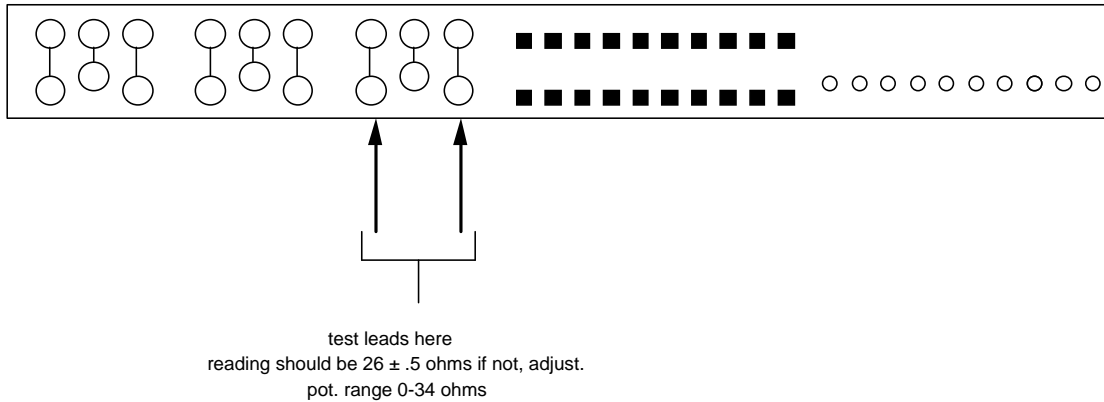 test leads here
reading should be 26 ± .5 ohms if not, adjust.
pot. range 0-34 ohms